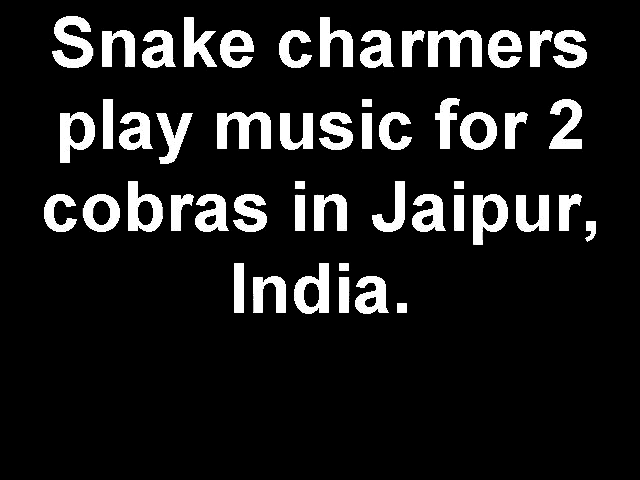 Snake charmers
play music for 2
cobras in Jaipur,
India.